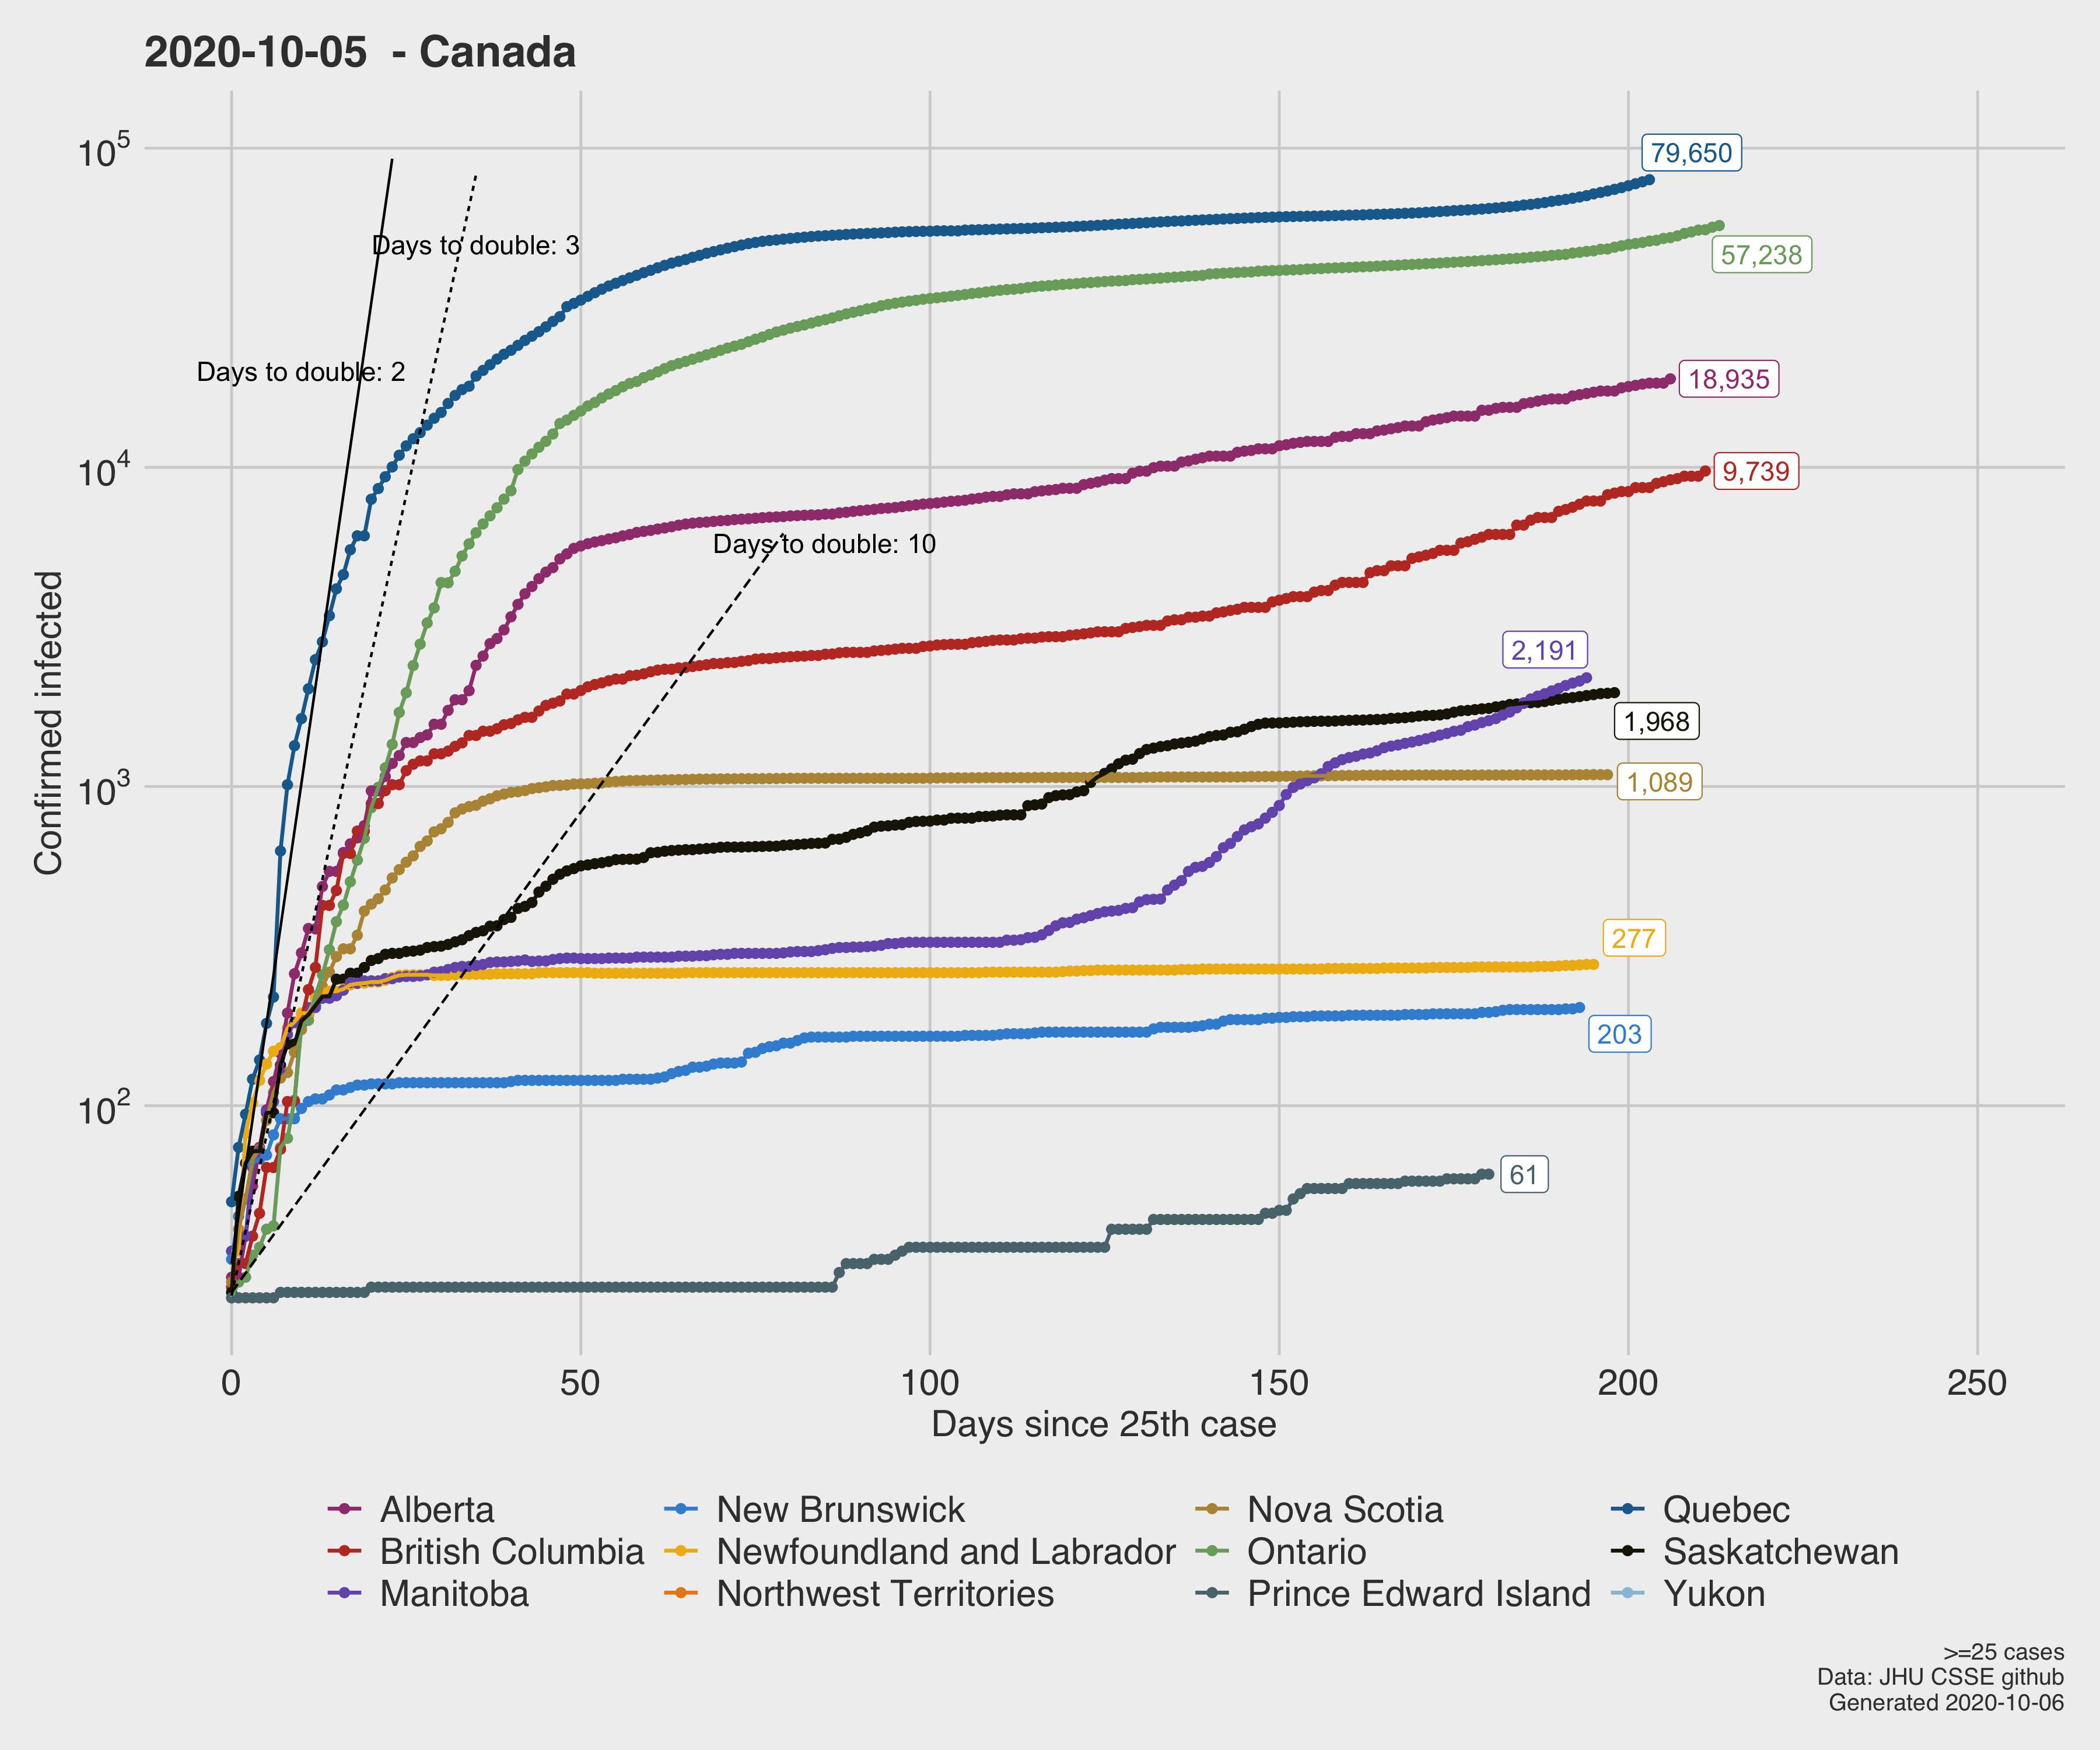 2020-10-05 - Canada
10^5
10^4
10^3
10^2
Confirmed infected
79,650
57,238
Days to double: 3
Days to double: 2
18,935
9,739
Days to double: 10
2,191
1,968
1,089
277
203
61
0 50 100 150 200 250
Days since 25th case
Alberta New Brunswick Nova Scotia Quebec
British Columbia Newfoundland and Labrador Ontario Saskatchewan
Manitoba Northwest Territories Prince Edward Island Yukon
>=25 cases
Data: JHU CSSE github
Generated 2020-10-06